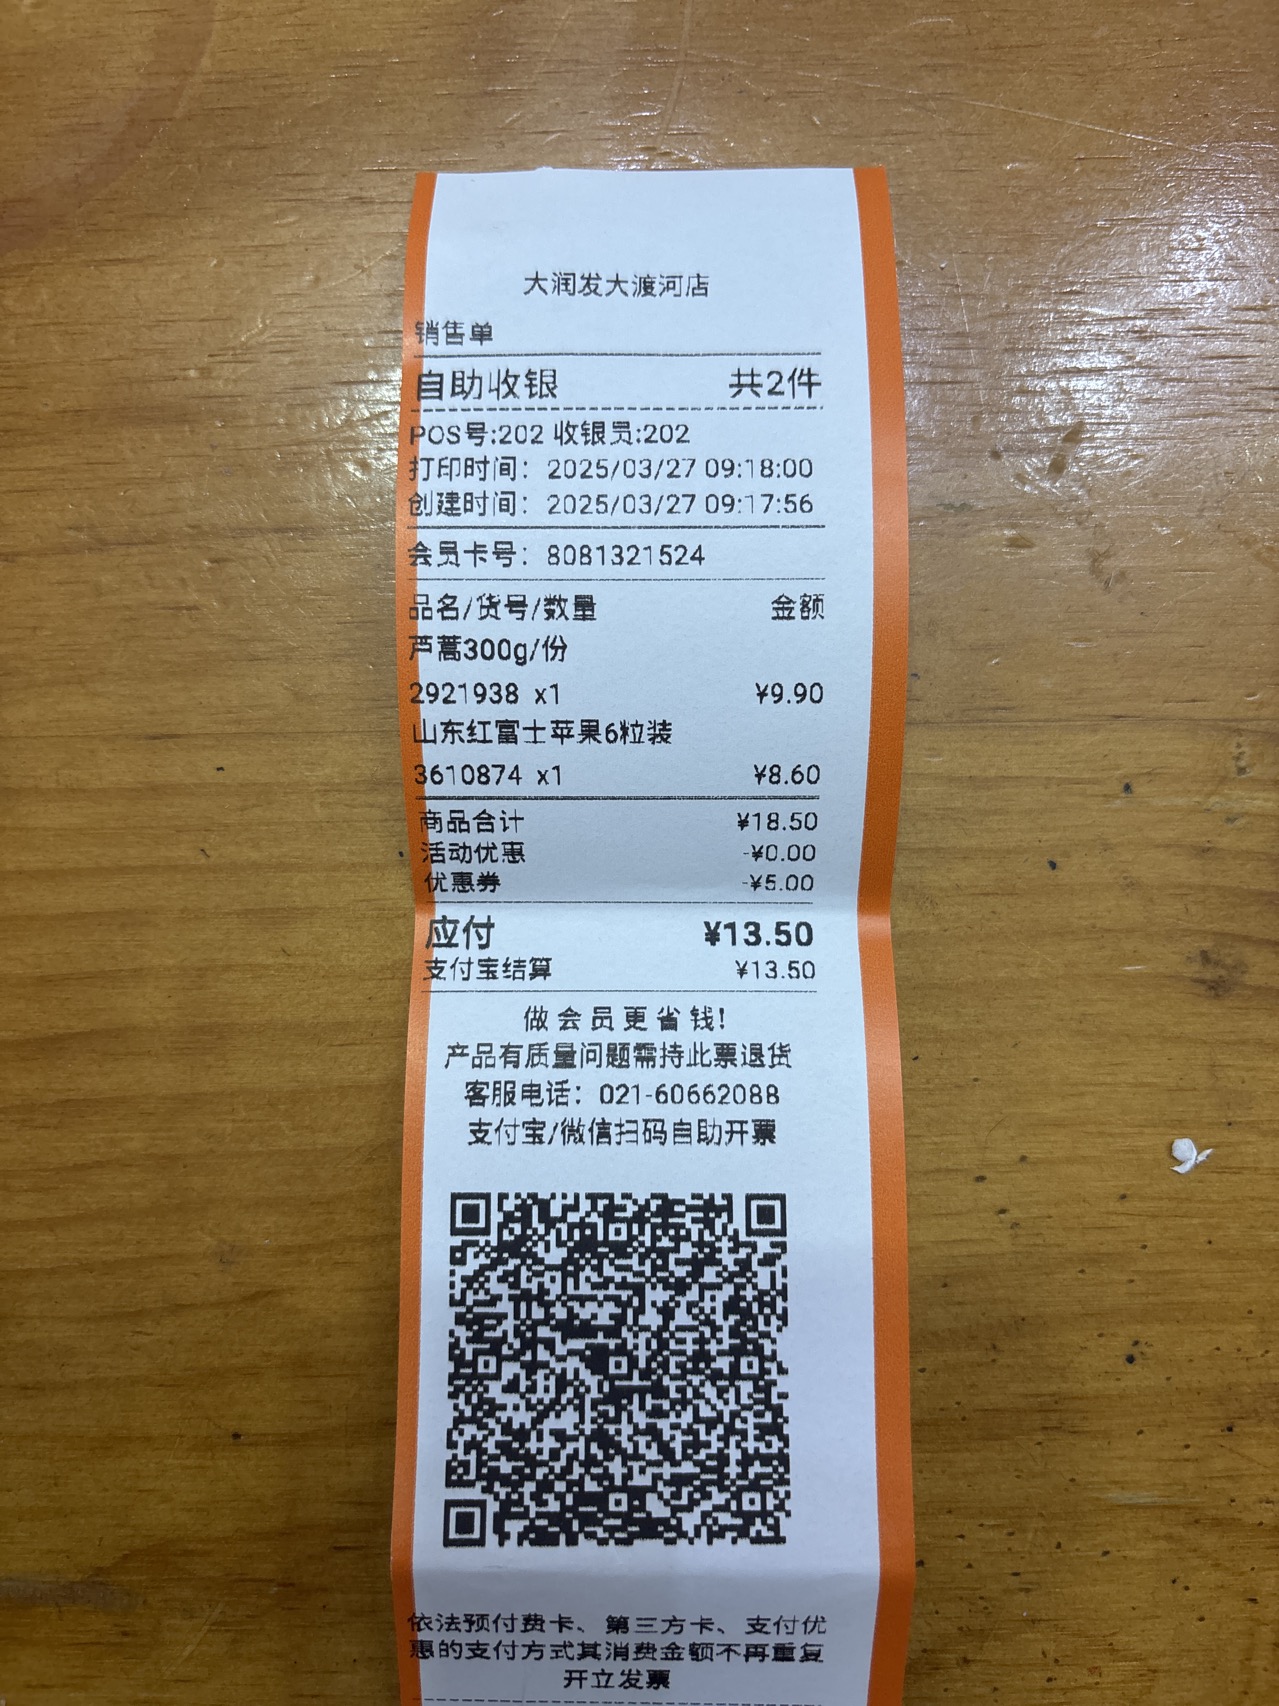 大润发大渡河店
销售单
自助收银 共2件
POS号:202 收银员:202
打印时间：2025/03/27 09:18:00
创建时间：2025/03/27 09:17:56
会员卡号：8081321524
品名/货号/数量 金额
芦蒿300g/份
2921938 x1 ¥9.90
山东红富士苹果6粒装
3610874 x1 ¥8.60
商品合计 ¥18.50
活动优惠 -¥0.00
优惠券 -¥5.00
应付 ¥13.50
支付宝结算 ¥13.50
做会员更省钱!
产品有质量问题需持此票退货
客服电话：021-60662088
支付宝/微信扫码自助开票
依法预付费卡、第三方卡、支付优
惠的支付方式其消费金额不再重复
开立发票